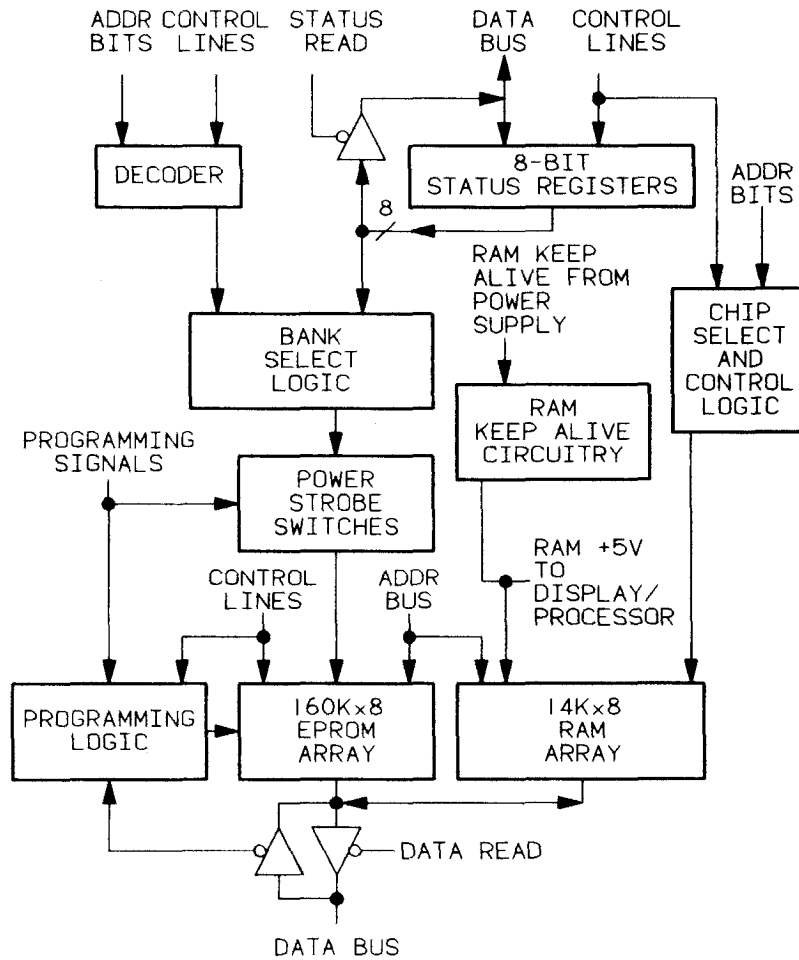 ADDR
BITS
CONTROL
LINES
STATUS
READ
DATA
BUS
CONTROL
LINES
DECODER
8-BIT
STATUS REGISTERS
ADDR
BITS
8
RAM KEEP
ALIVE FROM
POWER
SUPPLY
BANK
SELECT
LOGIC
CHIP
SELECT
AND
CONTROL
LOGIC
RAM
KEEP ALIVE
CIRCUITRY
PROGRAMMING
SIGNALS
POWER
STROBE
SWITCHES
CONTROL
LINES
ADDR
BUS
RAM +5V
TO
DISPLAY/
PROCESSOR
PROGRAMMING
LOGIC
160K×8
EPROM
ARRAY
14K×8
RAM
ARRAY
DATA READ
DATA BUS